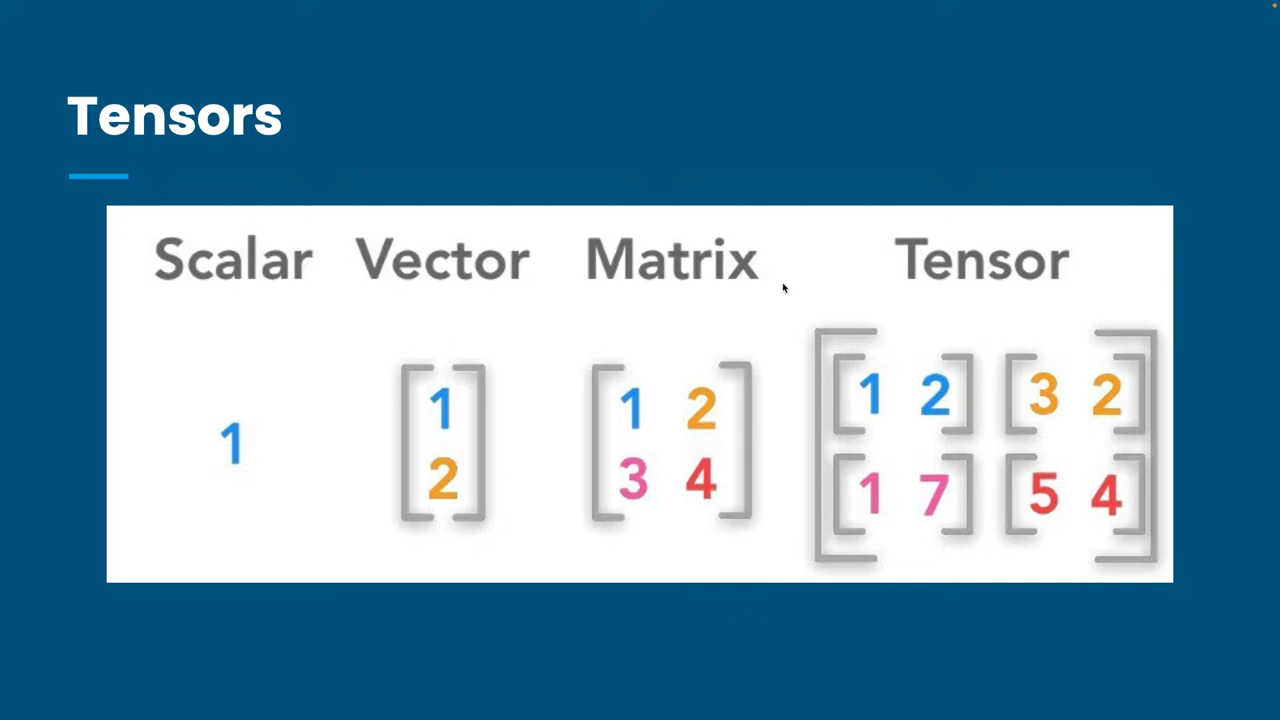 Tensors
Scalar Vector Matrix Tensor
1 2 3 2
1 1 2
1
2 3 4
1 7 5 4